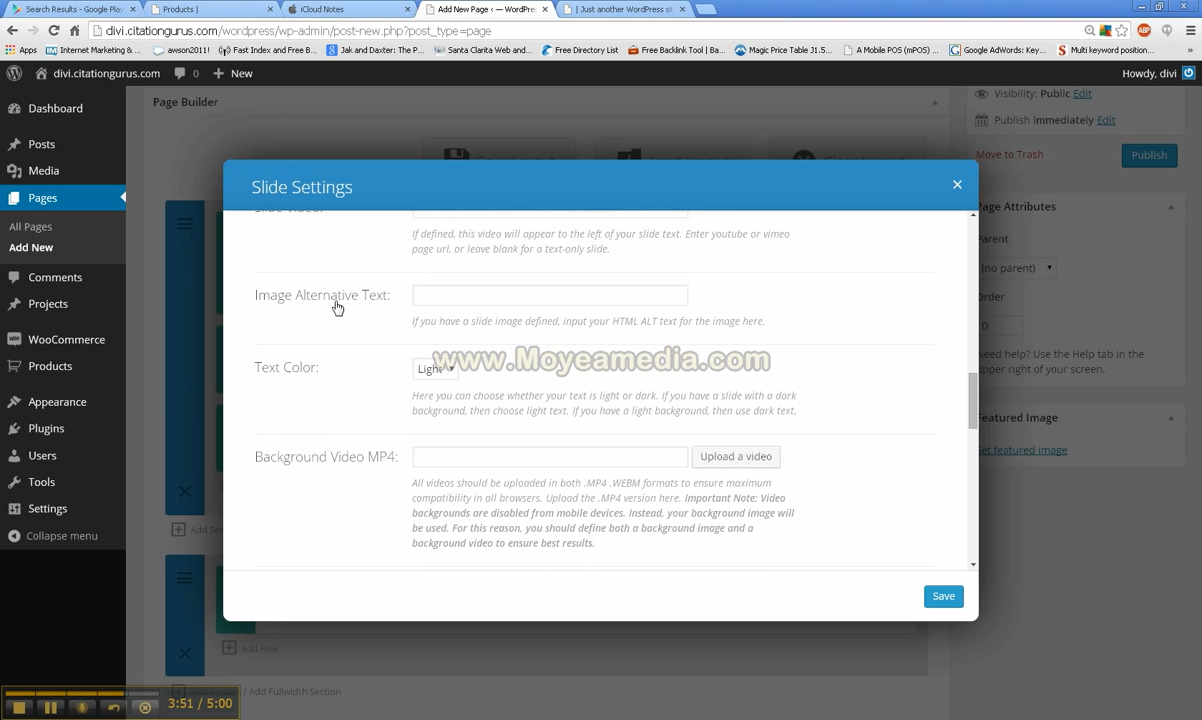 Search Results - Google Play
Products |
iCloud Notes
Add New Page < — WordPre
| Just another WordPress sit
divi.citationgurus.com/wordpress/wp-admin/post-new.php?post_type=page
Apps
Internet Marketing &...
awson2011!
Fast Index and Free B...
Jak and Daxter: The P...
Santa Clarita Web and...
Free Directory List
Free Backlink Tool | Ba...
Magic Price Table J1.5...
A Mobile POS (mPOS) ...
Google AdWords: Key...
Multi keyword position...
»
divi.citationgurus.com
0
New
Howdy, divi
Dashboard
Posts
Media
Pages
All Pages
Add New
Comments
Projects
WooCommerce
Products
Appearance
Plugins
Users
Tools
Settings
Collapse menu
Page Builder
Visibility: Public Edit
Publish immediately Edit
Move to Trash
Publish
Page Attributes
Parent
(no parent)
Order
0
Need help? Use the Help tab in the
upper right of your screen.
Featured Image
Set featured image
Slide Settings
Slide Video:
If defined, this video will appear to the left of your slide text. Enter youtube or vimeo
page url, or leave blank for a text-only slide.
Image Alternative Text:
If you have a slide image defined, input your HTML ALT text for the image here.
www.Moyeamedia.com
Text Color:
Light
Here you can choose whether your text is light or dark. If you have a slide with a dark
background, then choose light text. If you have a light background, then use dark text.
Background Video MP4:
Upload a video
All videos should be uploaded in both .MP4 .WEBM formats to ensure maximum
compatibility in all browsers. Upload the .MP4 version here. Important Note: Video
backgrounds are disabled from mobile devices. Instead, your background image will
be used. For this reason, you should define both a background image and a
background video to ensure best results.
Save
Add Row
/ Add Fullwidth Section
3:51 / 5:00